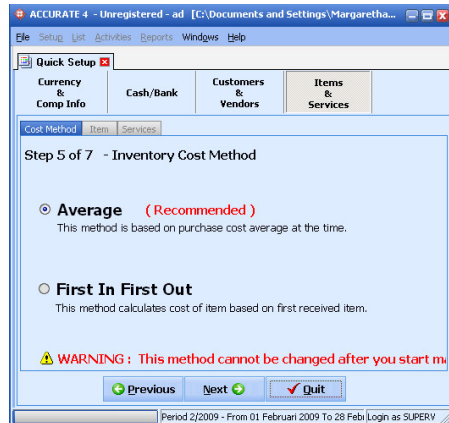 ACCURATE 4 - Unregistered - ad [C:\Documents and Settings\Margaretha...
File Setup List Activities Reports Windows Help
Quick Setup
Currency & Comp Info
Cash/Bank
Customers & Vendors
Items & Services
Cost Method Item Services
Step 5 of 7 - Inventory Cost Method
Average (Recommended )
This method is based on purchase cost average at the time.
First In First Out
This method calculates cost of item based on first received item.
WARNING : This method cannot be changed after you start ma
Previous Next Quit
Period 2/2009 - From 01 Februari 2009 To 28 Febr Login as SUPERV